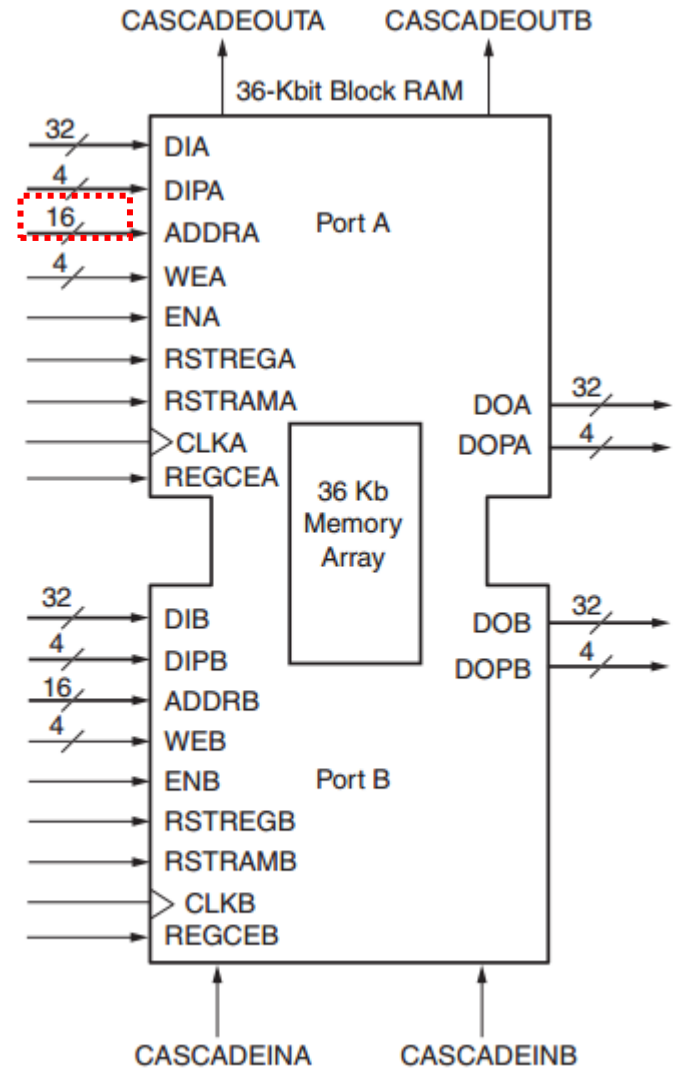 CASCADEOUTA CASCADEOUTB
36-Kbit Block RAM
32 DIA
4 DIPA
16 ADDRA Port A
4 WEA
ENA
RSTREGA
RSTRAMA DOA 32
CLKA DOPA 4
REGCEA
36 Kb
Memory
Array
32 DIB DOB 32
4 DIPB DOPB 4
16 ADDRB
4 WEB
ENB Port B
RSTREGB
RSTRAMB
CLKB
REGCEB
CASCADEINA CASCADEINB